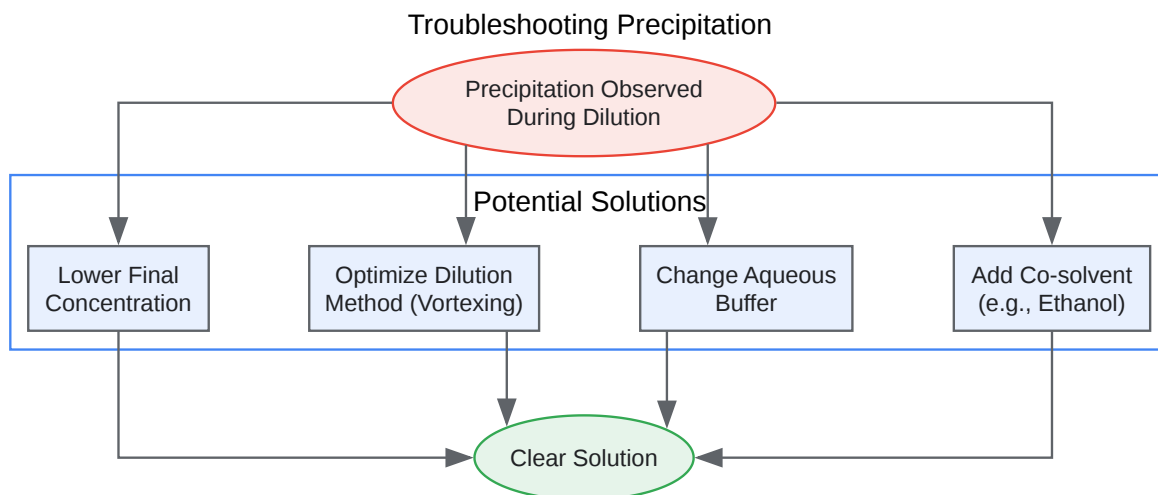 Troubleshooting Precipitation
Precipitation Observed
During Dilution
Potential Solutions
Lower Final
Concentration
Optimize Dilution
Method (Vortexing)
Change Aqueous
Buffer
Add Co-solvent
(e.g., Ethanol)
Clear Solution